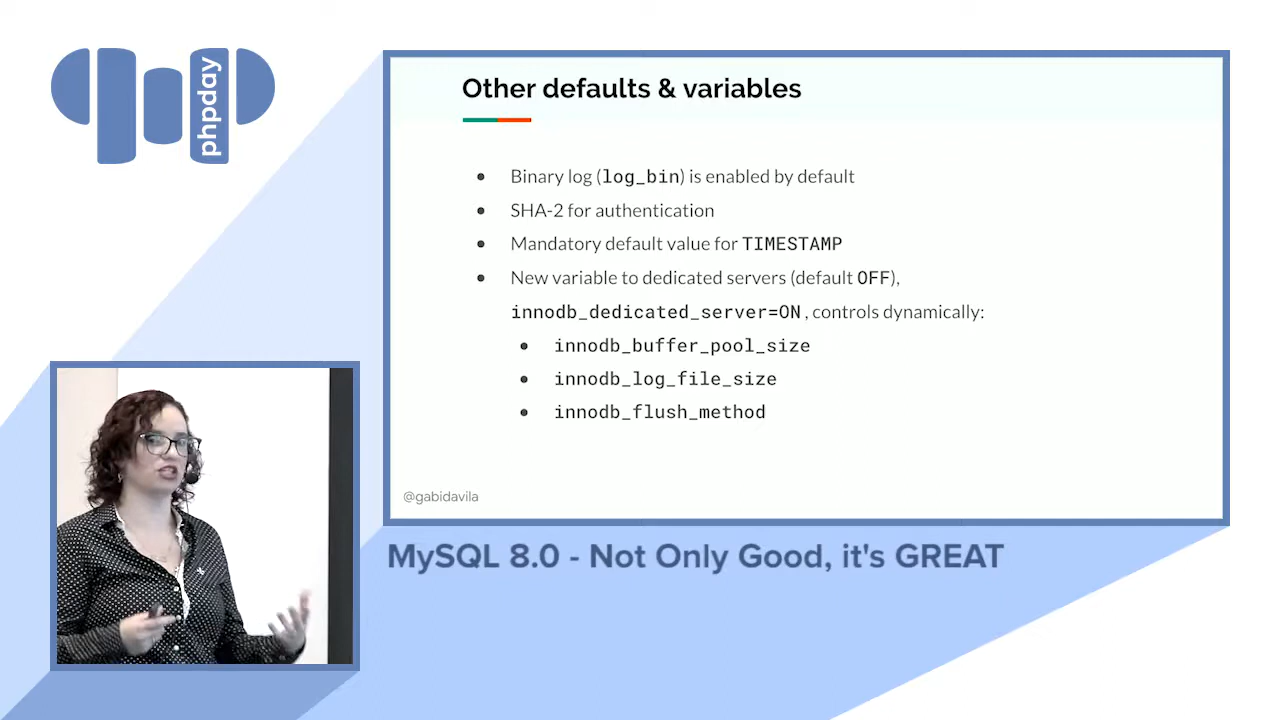 phpday
Other defaults & variables
• Binary log (log_bin) is enabled by default
• SHA-2 for authentication
• Mandatory default value for TIMESTAMP
• New variable to dedicated servers (default OFF),
innodb_dedicated_server=ON , controls dynamically:
• innodb_buffer_pool_size
• innodb_log_file_size
• innodb_flush_method
@gabidavila
MySQL 8.0 - Not Only Good, it's GREAT